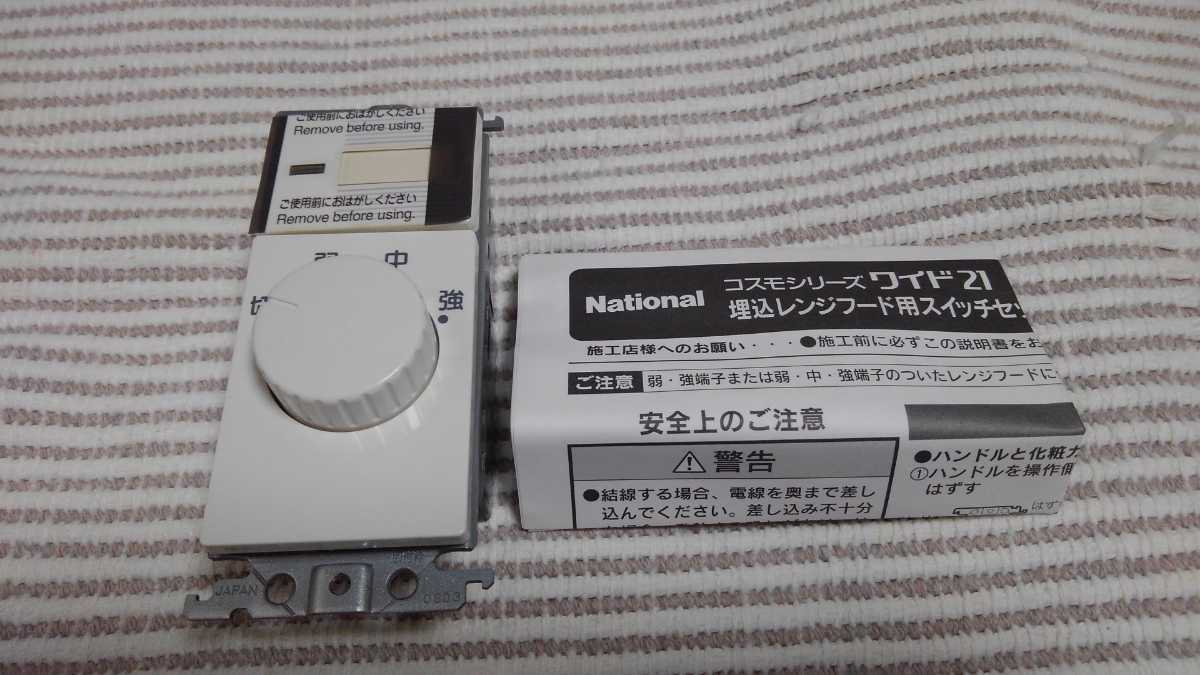 ご使用前におはがしください
Remove before using.
ご使用前におはがしください
Remove before using.
切
弱
中
強
JAPAN
0803
National
コスモシリーズ ワイド21
埋込レンジフード用スイッチセッ
施工店様へのお願い・・・●施工前に必ずこの説明書をお
ご注意 弱・強端子または弱・中・強端子のついたレンジフードに
安全上のご注意
⚠警告
●結線する場合、電線を奥まで差し
込んでください。差し込み不十分
●ハンドルと化粧カ
①ハンドルを操作側
はずす
はず